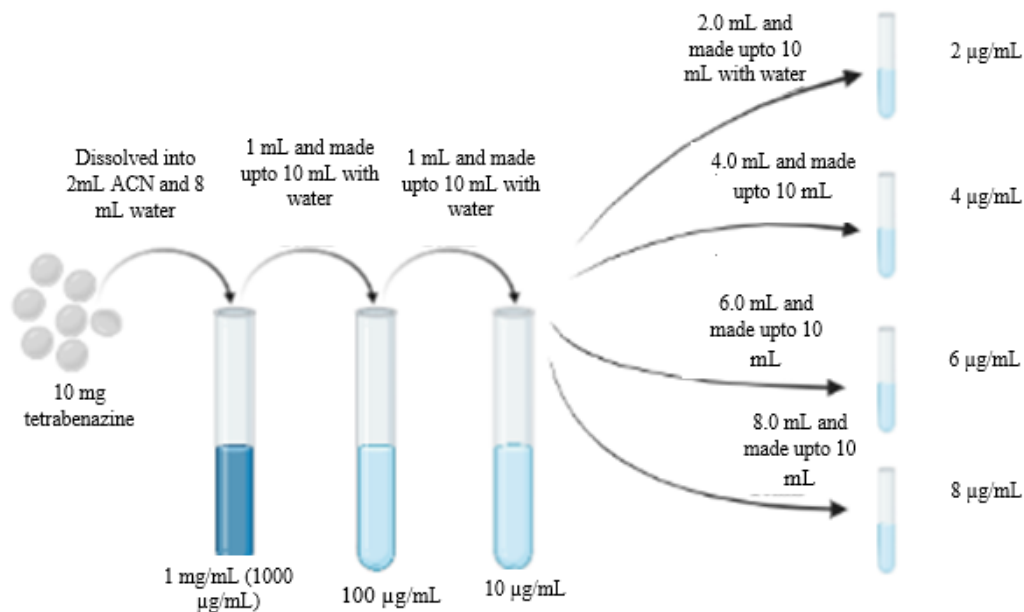 Dissolved into
2mL ACN and 8
mL water
1 mL and made
upto 10 mL with
water
1 mL and made
upto 10 mL with
water
2.0 mL and
made upto 10
mL with water
2 µg/mL
4.0 mL and made
upto 10 mL
4 µg/mL
6.0 mL and
made upto 10
mL
6 µg/mL
8.0 mL and
made upto 10
mL
8 µg/mL
10 mg
tetrabenazine
1 mg/mL (1000
µg/mL)
100 µg/mL
10 µg/mL